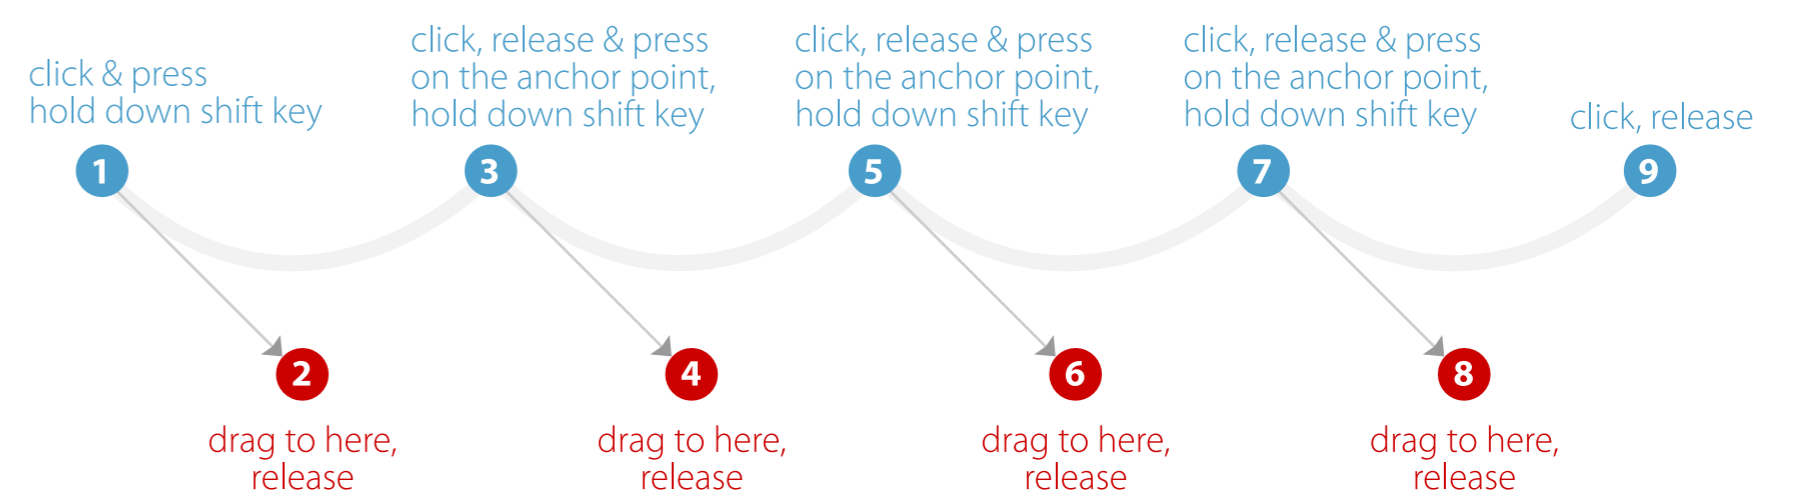 click & press
hold down shift key
1
click, release & press
on the anchor point,
hold down shift key
3
click, release & press
on the anchor point,
hold down shift key
5
click, release & press
on the anchor point,
hold down shift key
7
click, release
9
2
drag to here,
release
4
drag to here,
release
6
drag to here,
release
8
drag to here,
release